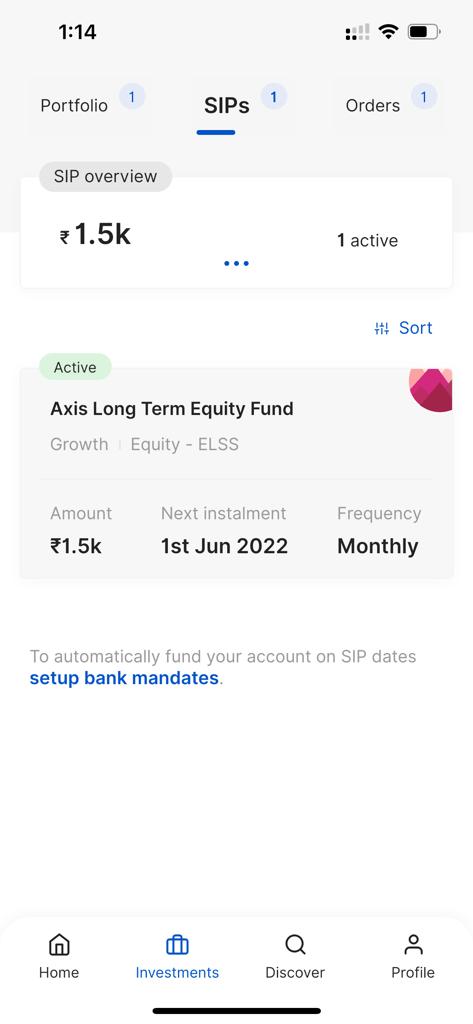 1:14
Portfolio 1 SIPs 1 Orders 1
SIP overview
₹ 1.5k 1 active
Sort
Active
Axis Long Term Equity Fund
Growth Equity - ELSS
Amount Next instalment Frequency
₹1.5k 1st Jun 2022 Monthly
To automatically fund your account on SIP dates
setup bank mandates.
Home Investments Discover Profile